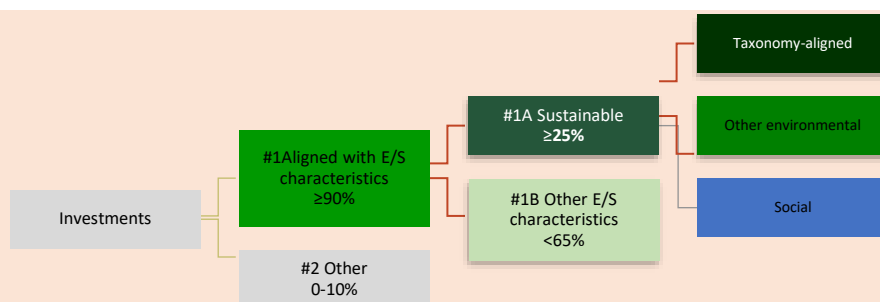 Taxonomy-aligned
#1A Sustainable
≥25%
Other environmental
#1Aligned with E/S
characteristics
≥90%
#1B Other E/S
characteristics
<65%
Social
Investments
#2 Other
0-10%